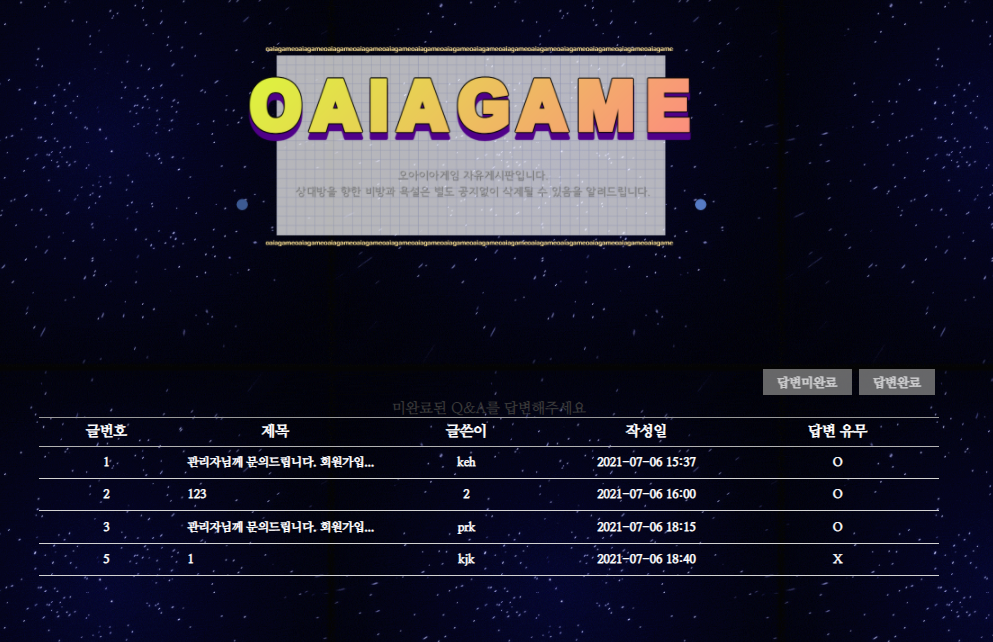 oaiagameoaiagameoaiagameoaiagameoaiagameoaiagameoaiagameoaiagameoaiagameoaiagameoaiagameoaiagame
OAIAGAME
오아이아게임 자유게시판입니다.
상대방을 향한 비방과 욕설은 별도 공지없이 삭제될 수 있음을 알려드립니다.
oaiagameoaiagameoaiagameoaiagameoaiagameoaiagameoaiagameoaiagameoaiagameoaiagameoaiagameoaiagame
답변미완료 답변완료
미완료된 Q&A를 답변해주세요
글번호 제목 글쓴이 작성일 답변 유무
1 관리자님께 문의드립니다. 회원가입... keh 2021-07-06 15:37 O
2 123 2 2021-07-06 16:00 O
3 관리자님께 문의드립니다. 회원가입... prk 2021-07-06 18:15 O
5 1 kjk 2021-07-06 18:40 X